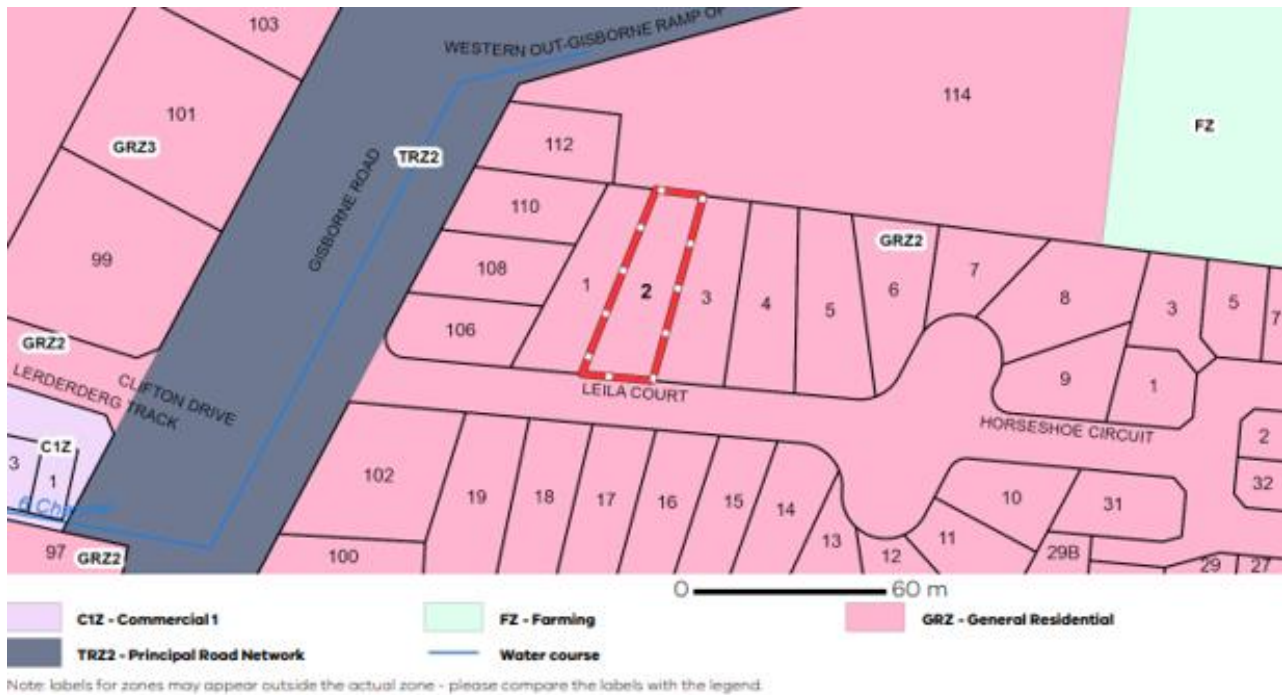 103
WESTERN OUT-GISBORNE RAMP OF
101
114
GRZ3
112
TRZ2
FZ
GISBORNE ROAD
110
GRZ2
99
108
1
2
3
4
5
6
7
8
3
5
7
106
GRZ2
LERDERDERG TRACK
CLIFTON DRIVE
LEILA COURT
9
1
HORSESHOE CIRCUIT
C1Z
3
1
102
19
18
17
16
15
14
13
12
11
10
31
2
32
97
GRZ2
100
29B
29
27
0 60 m
C1Z - Commercial 1
FZ - Farming
GRZ - General Residential
TRZ2 - Principal Road Network
Water course
Note: labels for zones may appear outside the actual zone - please compare the labels with the legend.